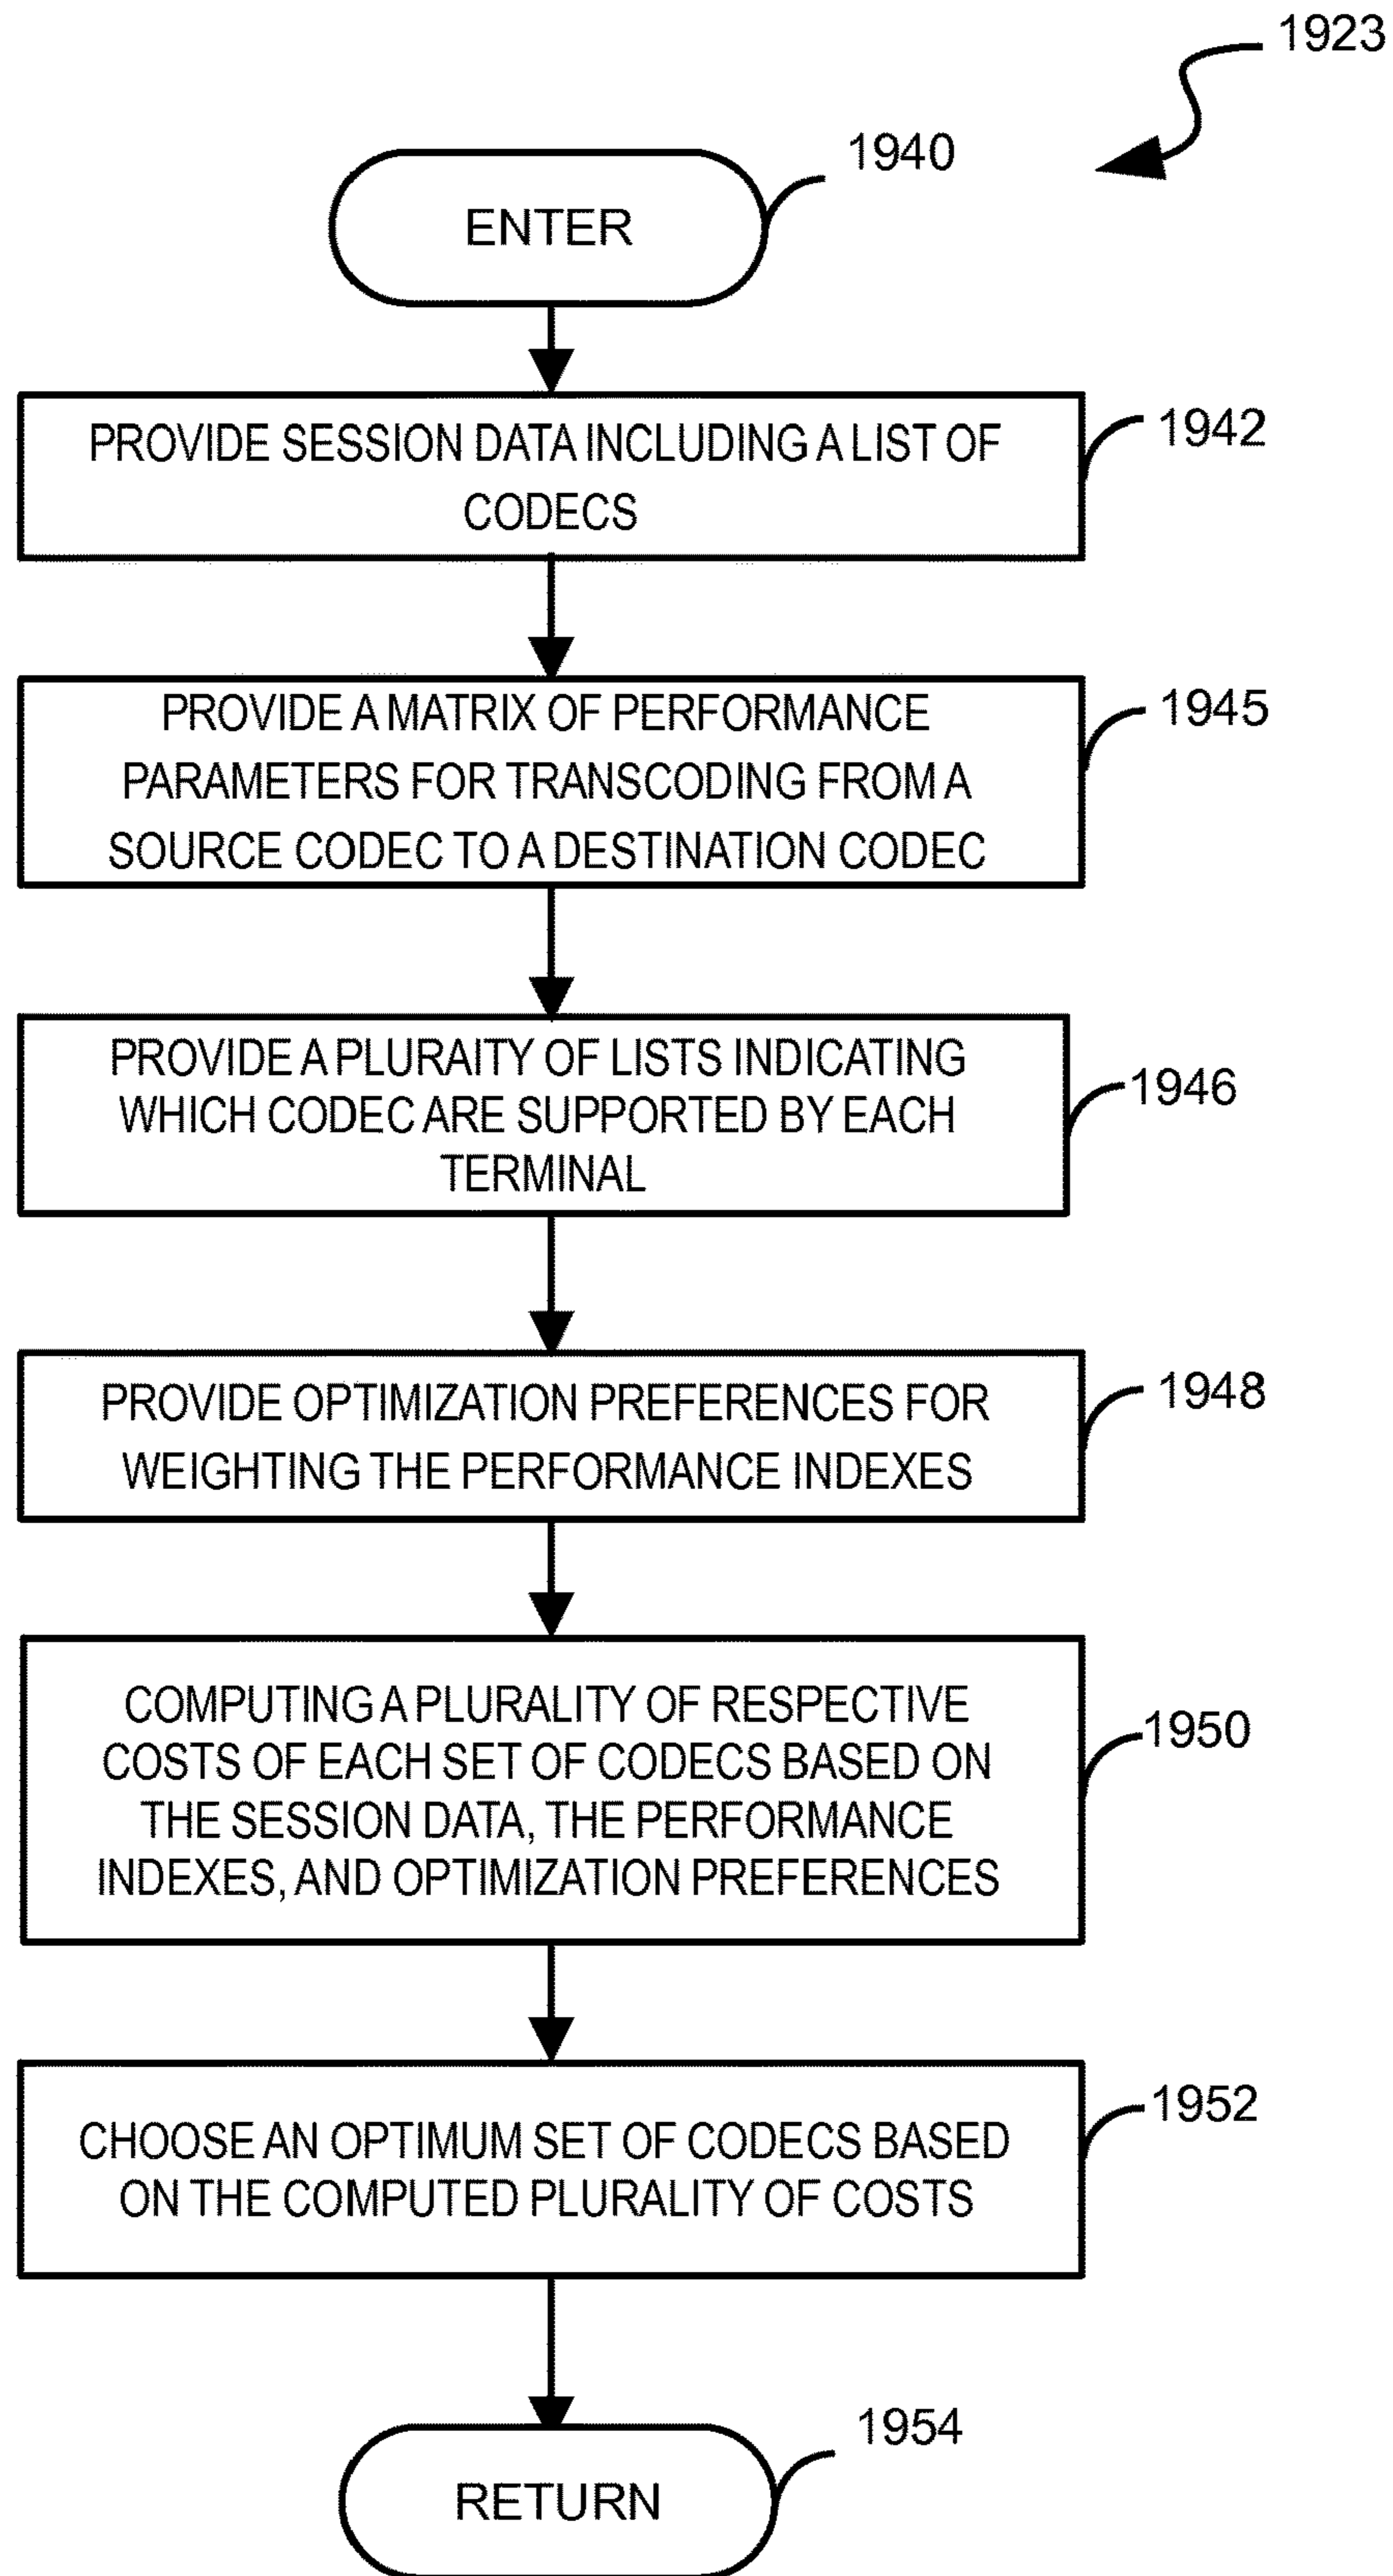 1923
1940
ENTER
PROVIDE SESSION DATA INCLUDING A LIST OF
CODECS
1942
PROVIDE A MATRIX OF PERFORMANCE
PARAMETERS FOR TRANSCODING FROM A
SOURCE CODEC TO A DESTINATION CODEC
1945
PROVIDE A PLURAITY OF LISTS INDICATING
WHICH CODEC ARE SUPPORTED BY EACH
TERMINAL
1946
PROVIDE OPTIMIZATION PREFERENCES FOR
WEIGHTING THE PERFORMANCE INDEXES
1948
COMPUTING A PLURALITY OF RESPECTIVE
COSTS OF EACH SET OF CODECS BASED ON
THE SESSION DATA, THE PERFORMANCE
INDEXES, AND OPTIMIZATION PREFERENCES
1950
CHOOSE AN OPTIMUM SET OF CODECS BASED
ON THE COMPUTED PLURALITY OF COSTS
1952
1954
RETURN